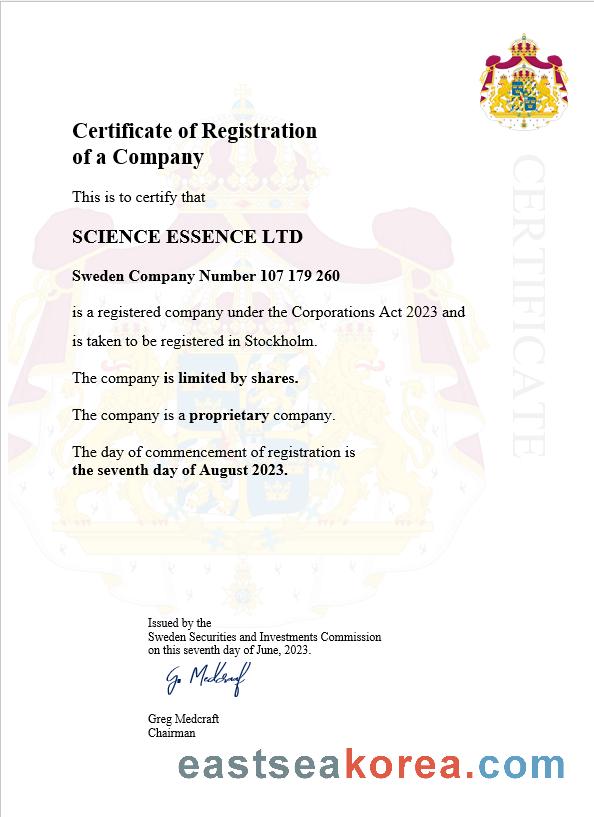 Certificate of Registration
of a Company
This is to certify that
SCIENCE ESSENCE LTD
Sweden Company Number 107 179 260
is a registered company under the Corporations Act 2023 and
is taken to be registered in Stockholm.
The company is limited by shares.
The company is a proprietary company.
The day of commencement of registration is
the seventh day of August 2023.
CERTIFICATE
Issued by the
Sweden Securities and Investments Commission
on this seventh day of June, 2023.
G. Medcraf
Greg Medcraft
Chairman
eastseakorea.com